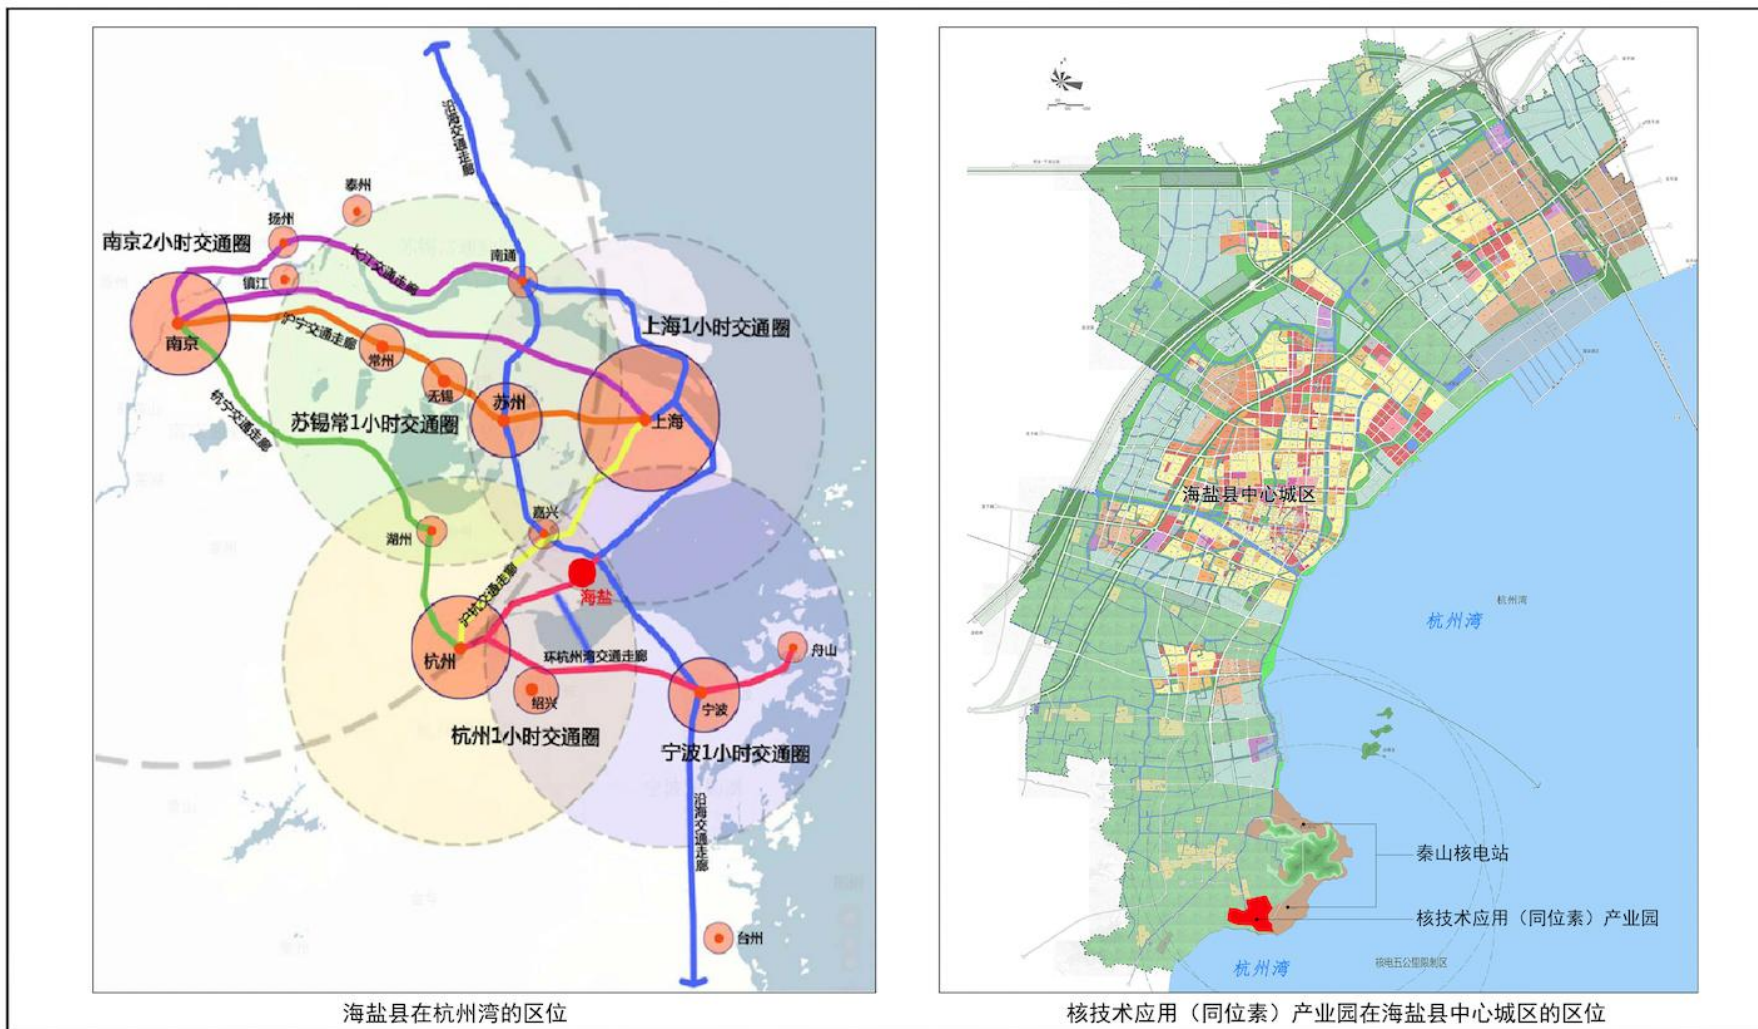 沿海交通走廊
泰州
扬州
南京2小时交通圈
长江交通走廊
南通
镇江
沪宁交通走廊
上海1小时交通圈
南京
常州
无锡
苏州
杭宁交通走廊
苏锡常1小时交通圈
上海
嘉兴
湖州
沪杭交通走廊
海盐
杭州
环杭州湾交通走廊
舟山
绍兴
宁波
杭州1小时交通圈
宁波1小时交通圈
沿海交通走廊
台州
海盐县在杭州湾的区位
海盐县中心城区
杭州湾
杭州湾
秦山核电站
核技术应用（同位素）产业园
杭州湾
核电五公里限制区
核技术应用（同位素）产业园在海盐县中心城区的区位